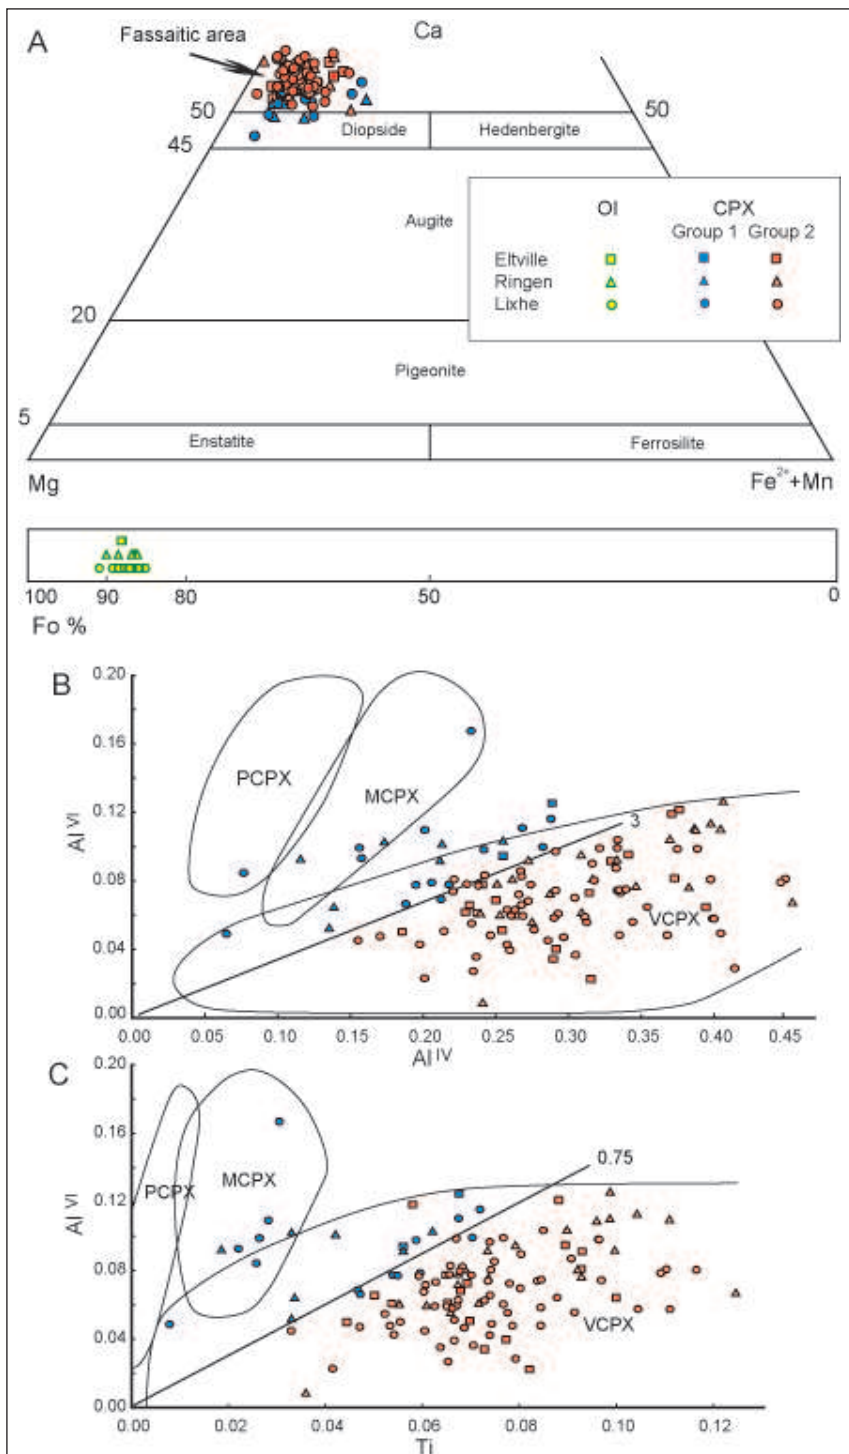 A
Ca
Fassaitic area
50
50
Diopside
Hedenbergite
45
Augite
Ol CPX
Group 1 Group 2
Eltville
Ringen
Lixhe
20
Pigeonite
5
Enstatite
Ferrosilite
Mg
Fe²⁺+Mn
100 90 80 50 0
Fo %
B
0.20
0.16
0.12
0.08
0.04
0.00
Al VI
PCPX
MCPX
3
VCPX
0.00 0.10 0.15 0.20 0.25 0.30 0.35 0.40 0.45
Al IV
C
0.20
0.16
0.12
0.08
0.04
0.00
Al VI
PCPX
MCPX
0.75
VCPX
0.00 0.02 0.04 0.06 0.08 0.10 0.12
Ti